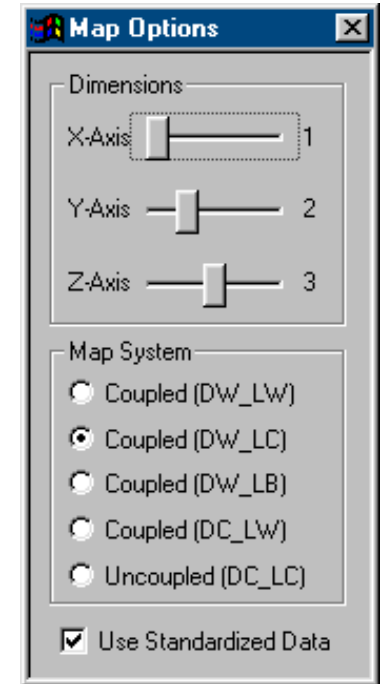 Map Options
Dimensions
X-Axis 1
Y-Axis 2
Z-Axis 3
Map System
Coupled (DW_LW)
Coupled (DW_LC)
Coupled (DW_LB)
Coupled (DC_LW)
Uncoupled (DC_LC)
Use Standardized Data